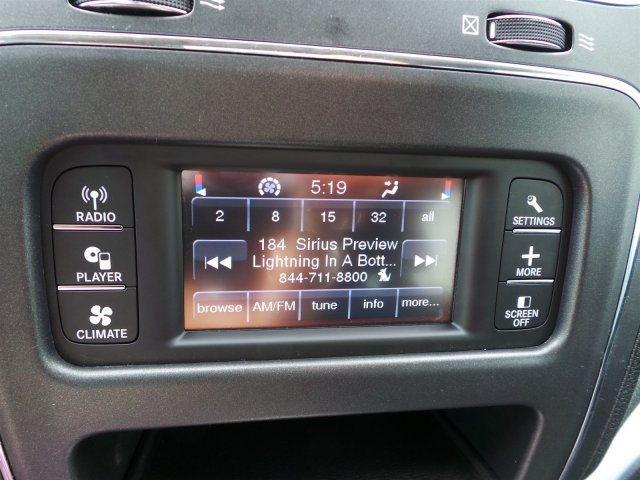 5:19
2 8 15 32 all
184 Sirius Preview
Lightning In A Bott...
844-711-8800
browse AM/FM tune info more...
RADIO
PLAYER
CLIMATE
SETTINGS
MORE
SCREEN
OFF